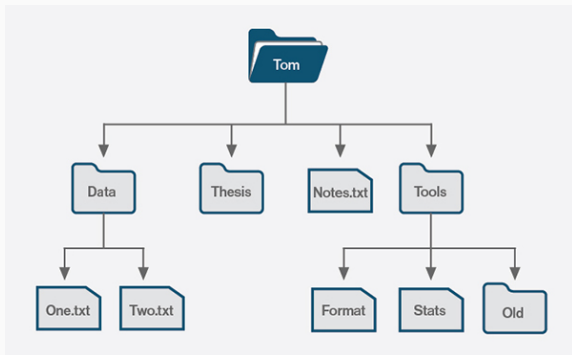 Tom
Data
Thesis
Notes.txt
Tools
One.txt
Two.txt
Format
Stats
Old